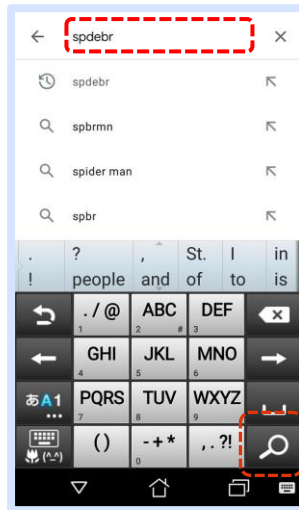 spdebr
spdebr
spbrmn
spider man
spbr
. ? , St. I in
! people and of to is
. / @ ABC DEF
1 2 # 3
GHI JKL MNO
4 5 6
あA1 PQRS TUV WXYZ
7 8 9
(^_^) () -+* ,.?!
0